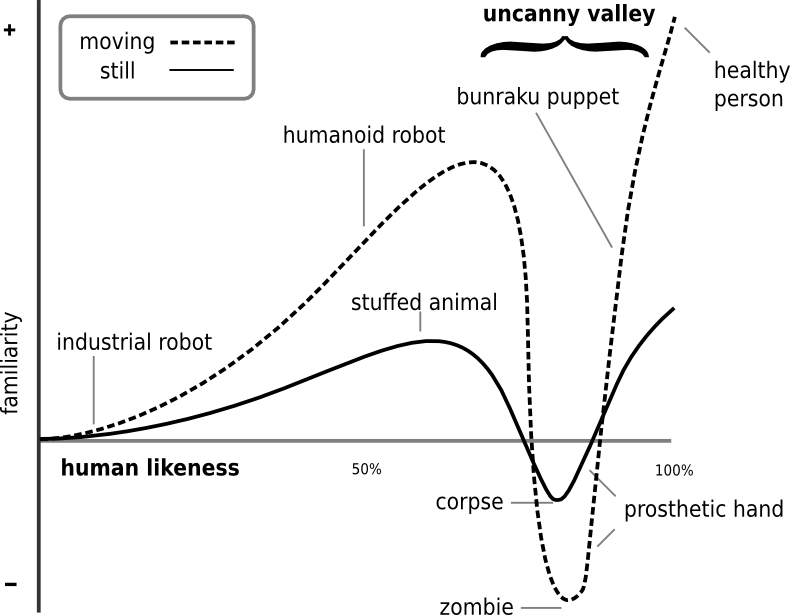 uncanny valley
+
moving
still
healthy
person
bunraku puppet
humanoid robot
stuffed animal
industrial robot
familiarity
human likeness
50%
100%
corpse
prosthetic hand
–
zombie